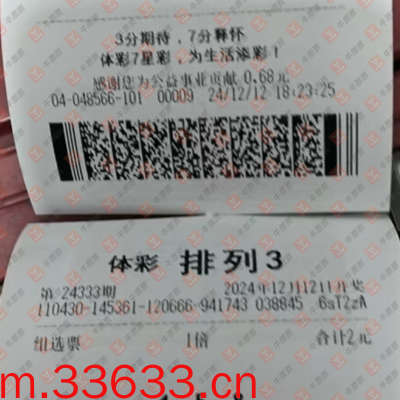 3分期待，7分释怀
体彩7星彩，为生活添彩！
感谢您为公益事业贡献 0.68元
04-048566-101 00009 24/12/12 18:23:25
体彩 排列3
第 24333期 2024年12月12日开奖
110430-145361-120666-941743 038845 6sT2zA
组选票 1倍 合计2元
m.33633.cn